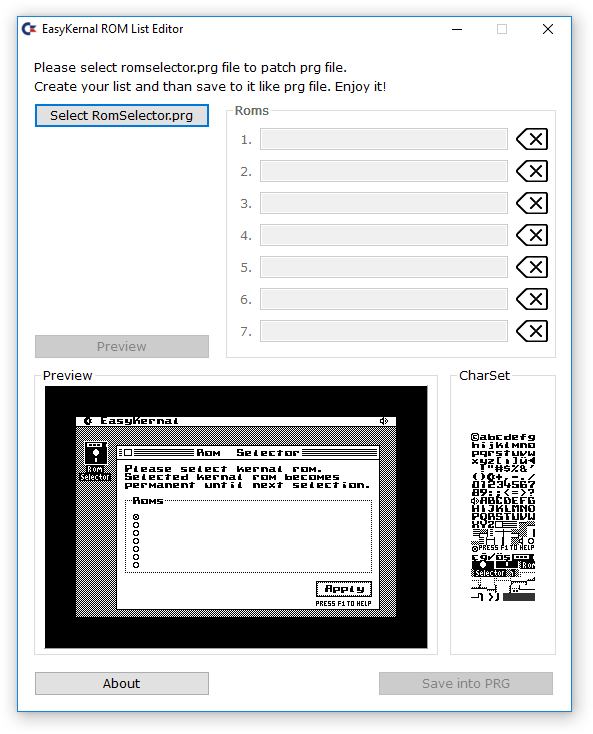 EasyKernal ROM List Editor
Please select romselector.prg file to patch prg file.
Create your list and than save to it like prg file. Enjoy it!
Select RomSelector.prg
Roms
1.
2.
3.
4.
5.
6.
7.
Preview
Preview
EasyKernal
Rom Selector
Rom
Selector
Please select kernal rom.
Selected kernal rom becomes
permanent until next selection.
Roms
Apply
PRESS F1 TO HELP
CharSet
@abcdefg
hijklmno
pqrstuvw
()*+,-./
01234567
89:;<=>?
ABCDEFG
HIJKLMNO
PQRSTUVW
XYZ
PRESS F1 TO HELP
Rom
Selector
About
Save into PRG